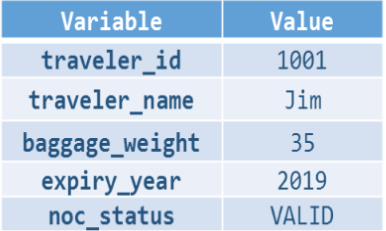 Variable Value
traveler_id 1001
traveler_name Jim
baggage_weight 35
expiry_year 2019
noc_status VALID